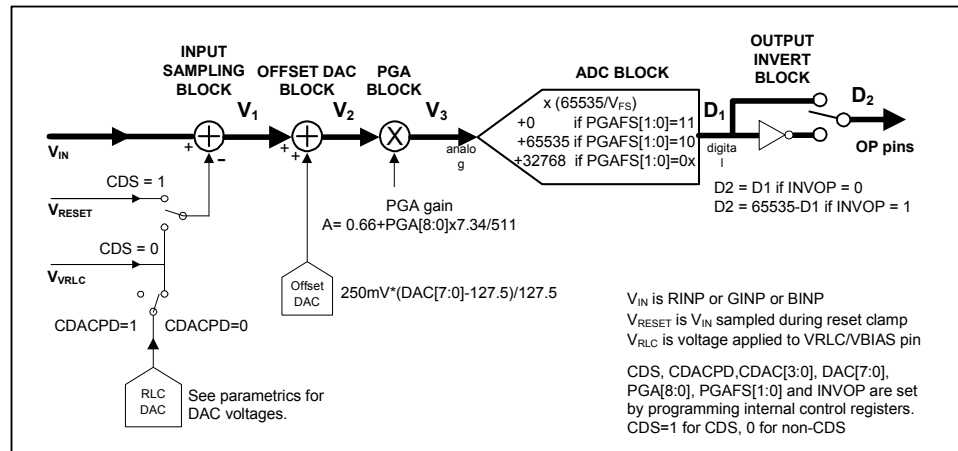 INPUT
SAMPLING
BLOCK
OFFSET DAC
BLOCK
PGA
BLOCK
ADC BLOCK
OUTPUT
INVERT
BLOCK
V1
V2
V3
D1
D2
x (65535/VFS)
+0 if PGAFS[1:0]=11
+65535 if PGAFS[1:0]=10
+32768 if PGAFS[1:0]=0x
+
–
+
+
X
VIN
analo
g
digita
l
OP pins
CDS = 1
VRESET
PGA gain
A= 0.66+PGA[8:0]x7.34/511
D2 = D1 if INVOP = 0
D2 = 65535-D1 if INVOP = 1
CDS = 0
VVRLC
Offset
DAC
250mV*(DAC[7:0]-127.5)/127.5
CDACPD=1
CDACPD=0
VIN is RINP or GINP or BINP
VRESET is VIN sampled during reset clamp
VRLC is voltage applied to VRLC/VBIAS pin
RLC
DAC
See parametrics for
DAC voltages.
CDS, CDACPD,CDAC[3:0], DAC[7:0],
PGA[8:0], PGAFS[1:0] and INVOP are set
by programming internal control registers.
CDS=1 for CDS, 0 for non-CDS